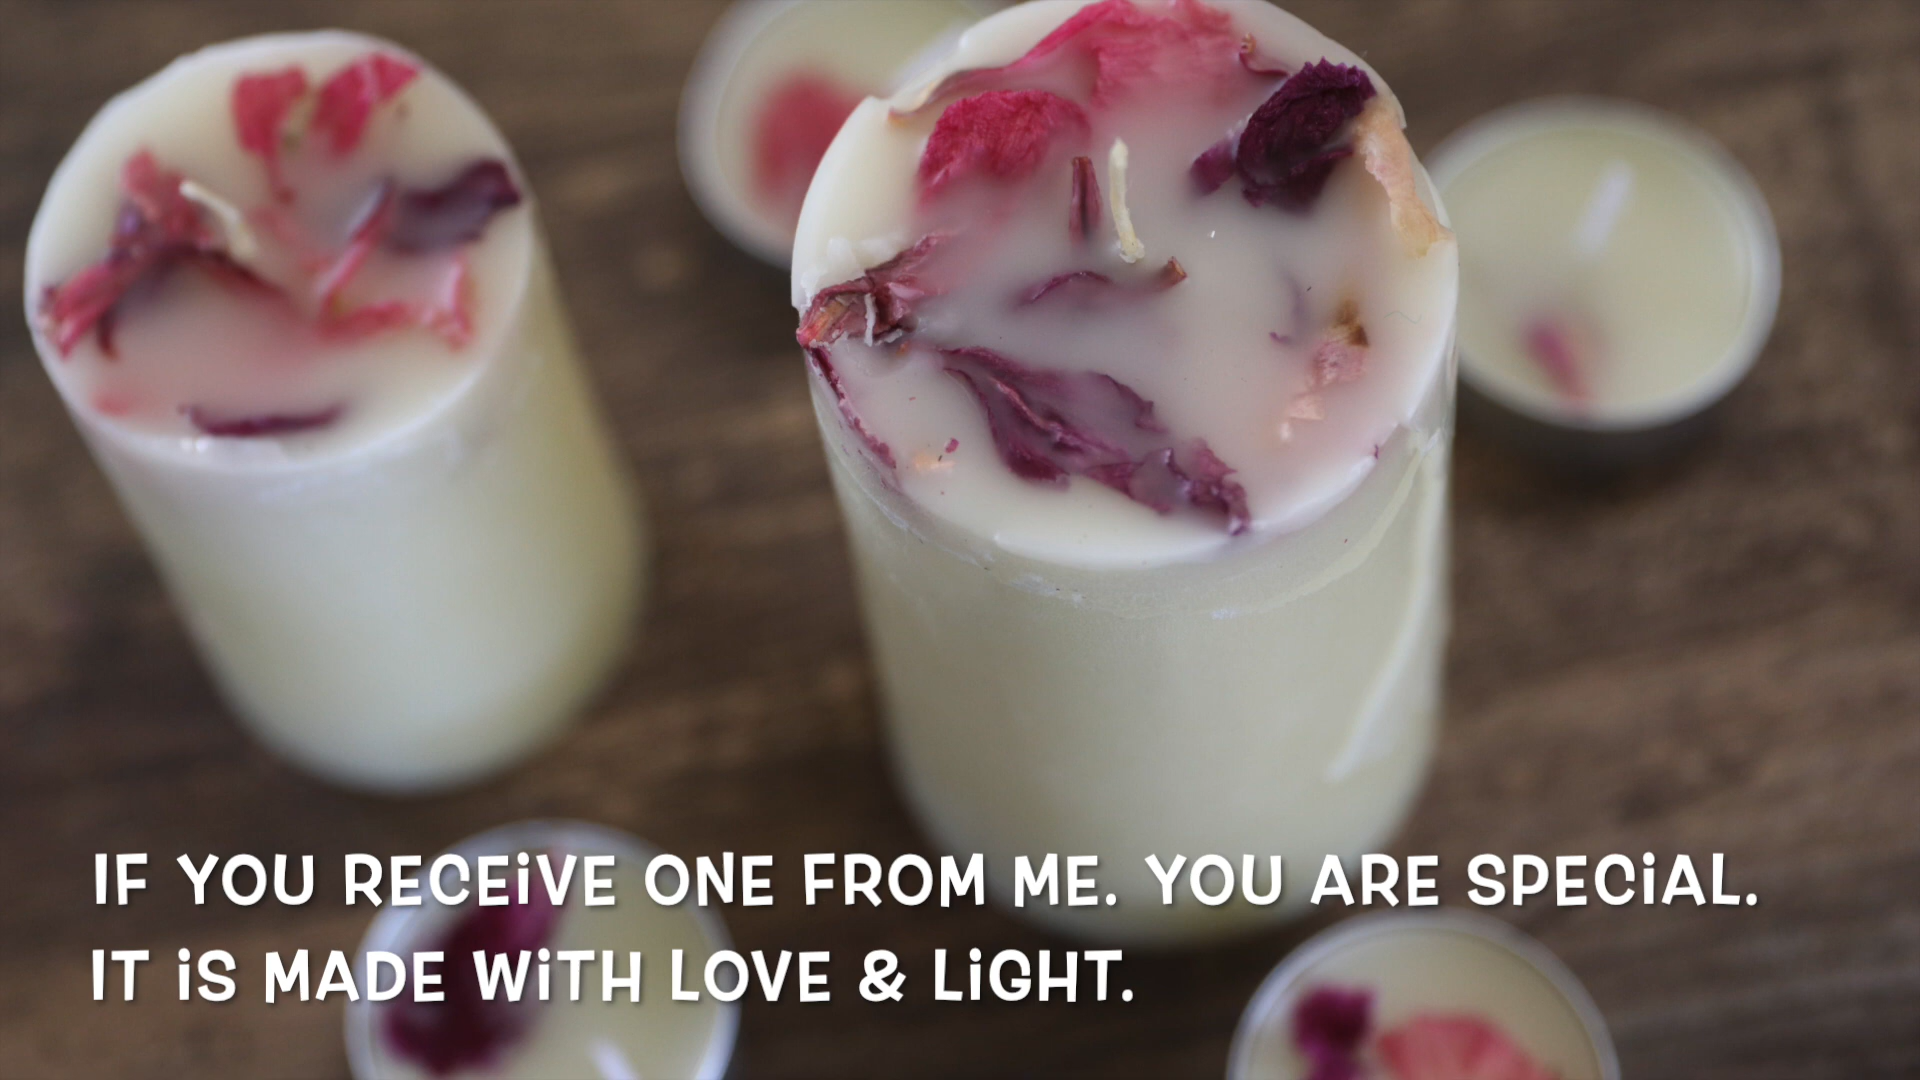 IF YOU RECEIVE ONE FROM ME. YOU ARE SPECIAL.
IT IS MADE WITH LOVE & LIGHT.